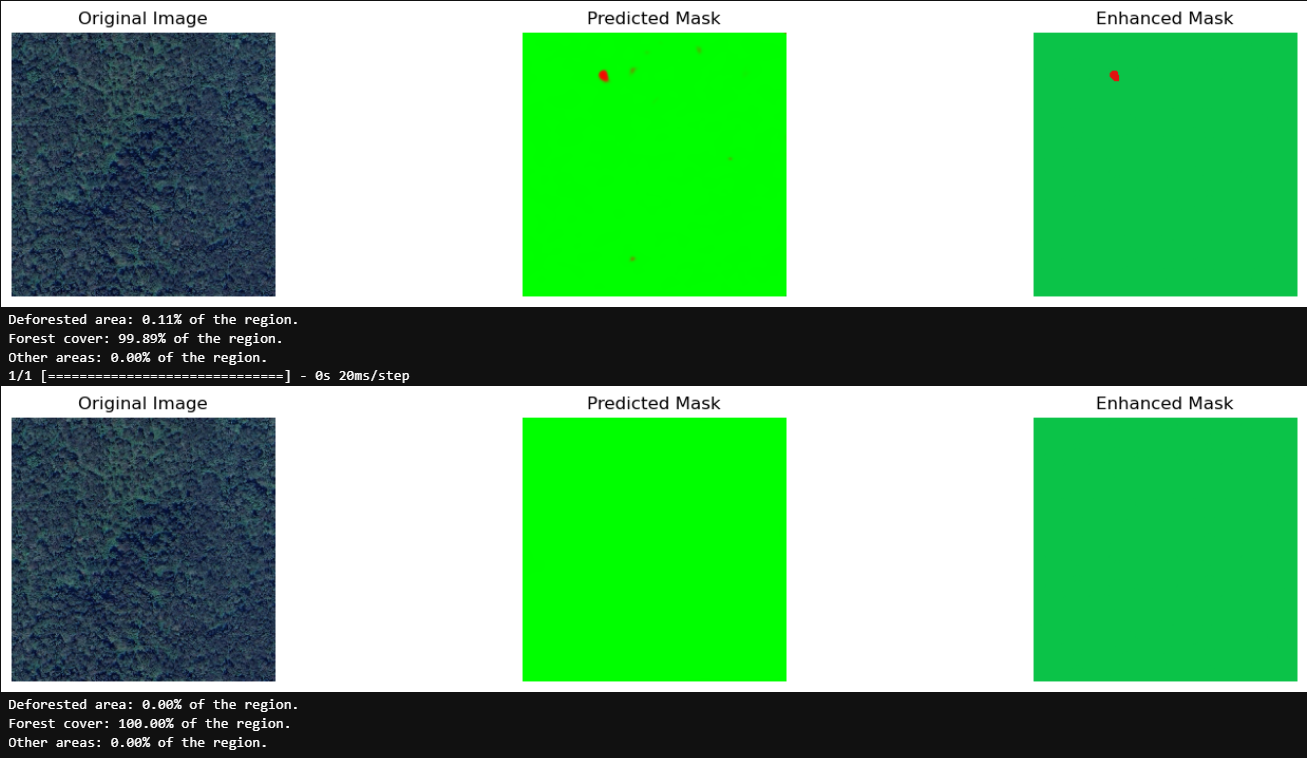 Original Image Predicted Mask Enhanced Mask
Deforested area: 0.11% of the region.
Forest cover: 99.89% of the region.
Other areas: 0.00% of the region.
1/1 [==============================] - 0s 20ms/step
Original Image Predicted Mask Enhanced Mask
Deforested area: 0.00% of the region.
Forest cover: 100.00% of the region.
Other areas: 0.00% of the region.